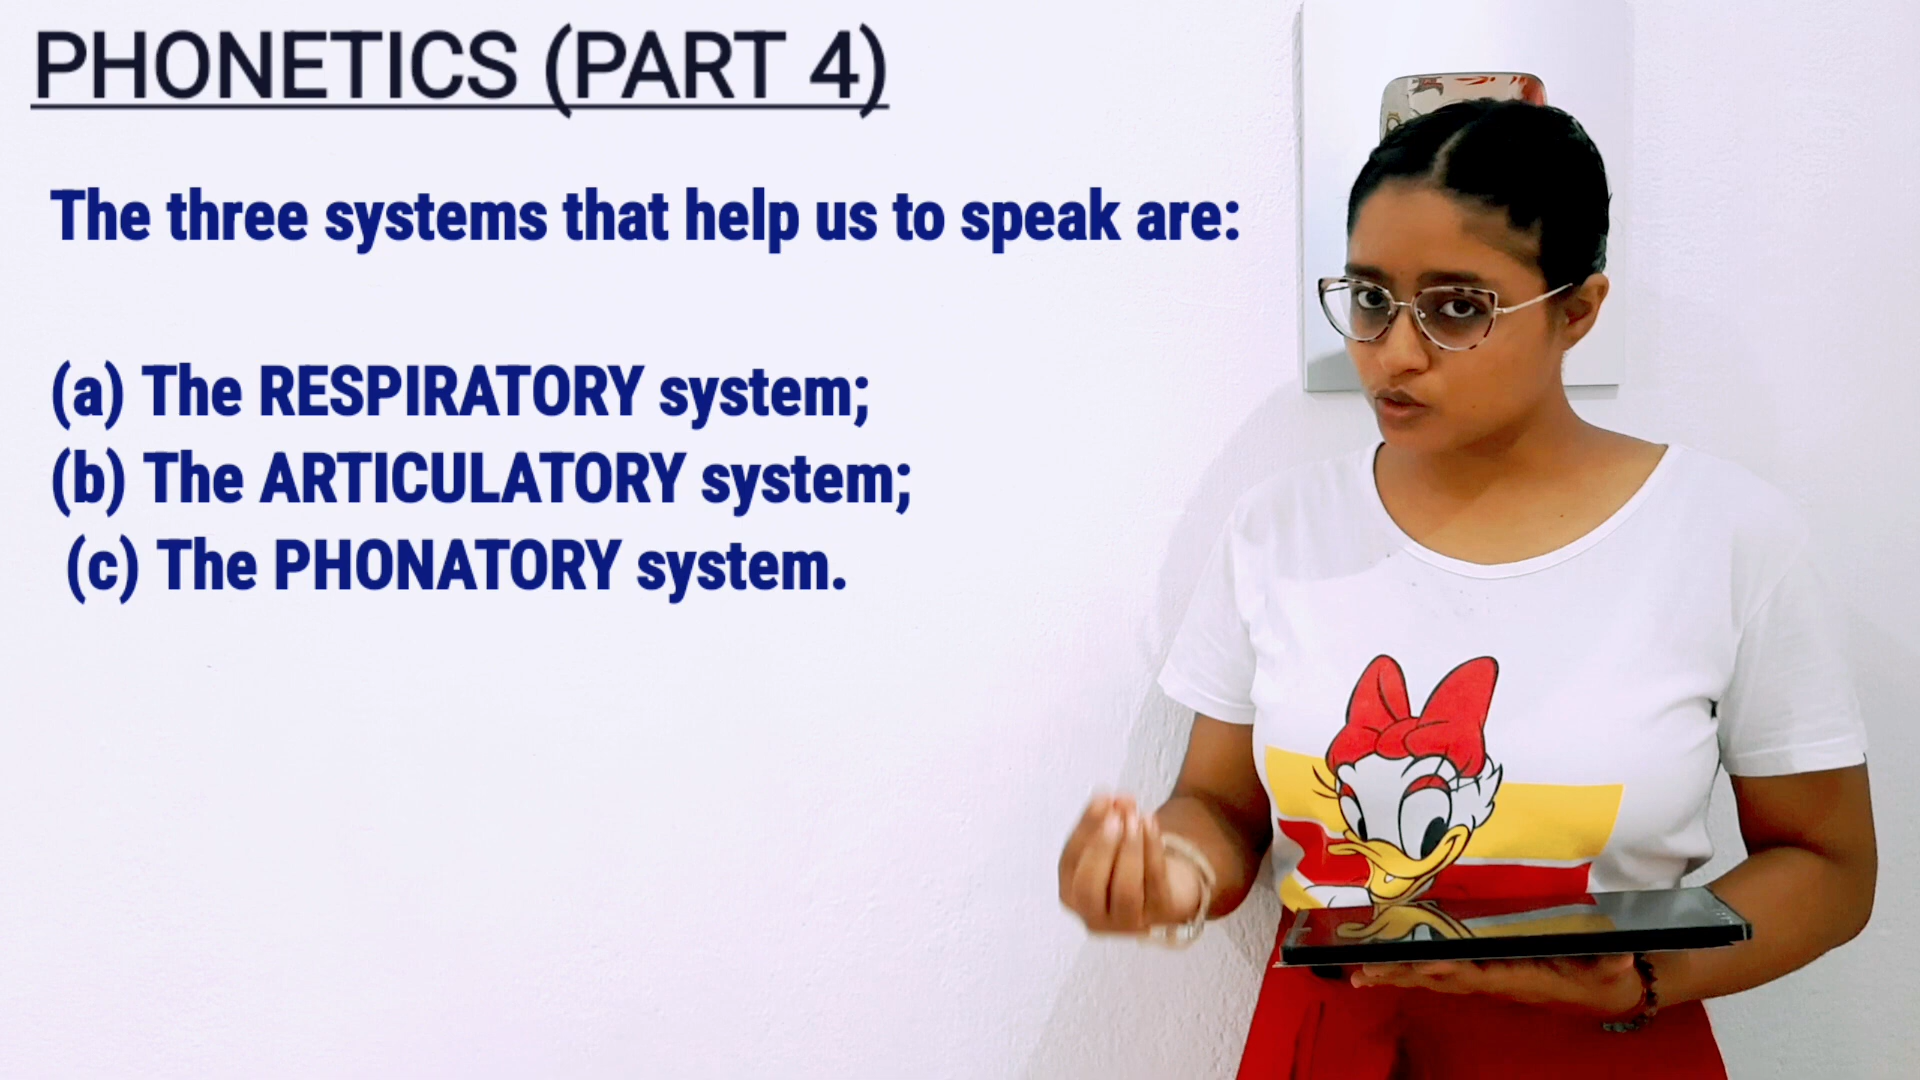 PHONETICS (PART 4)
The three systems that help us to speak are:
(a) The RESPIRATORY system;
(b) The ARTICULATORY system;
(c) The PHONATORY system.